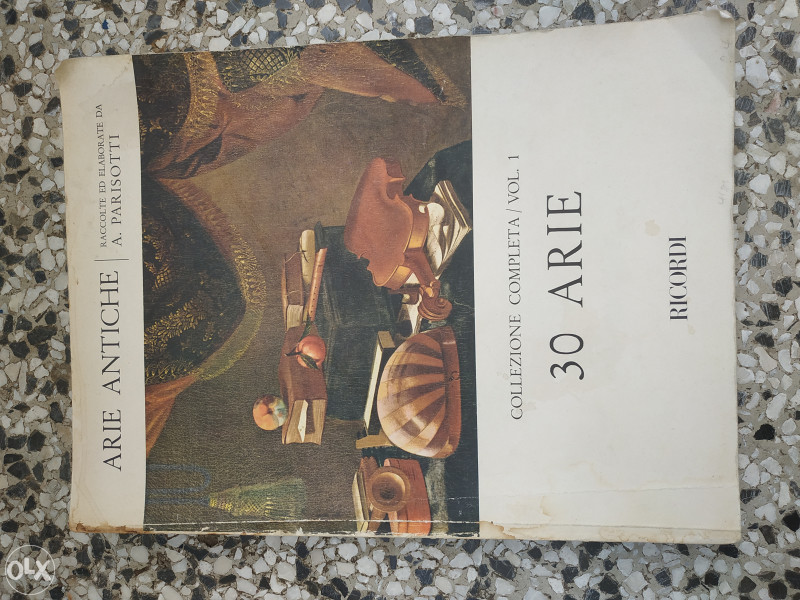 ARIE ANTICHE
RACCOLTE ED ELABORATE DA
A. PARISOTTI
COLLEZIONE COMPLETA / VOL. 1
30 ARIE
RICORDI
OLX